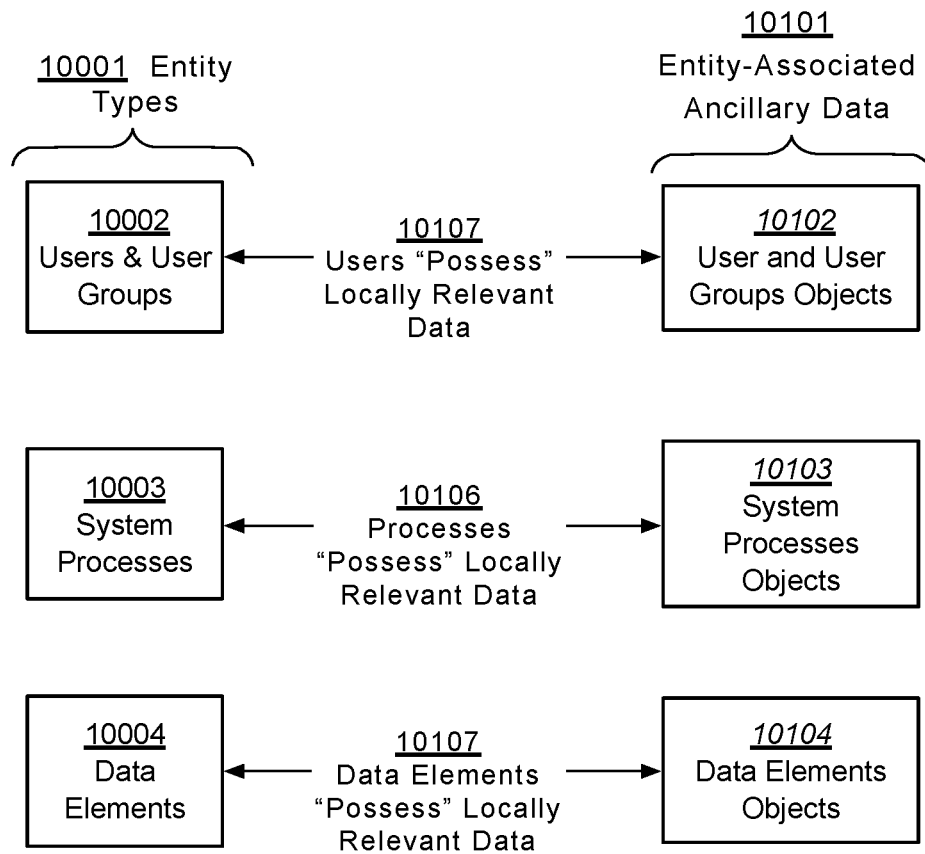 10001 Entity
Types
10101
Entity-Associated
Ancillary Data
10002
Users & User
Groups
10107
Users “Possess”
Locally Relevant
Data
10102
User and User
Groups Objects
10003
System
Processes
10106
Processes
“Possess” Locally
Relevant Data
10103
System
Processes
Objects
10004
Data
Elements
10107
Data Elements
“Possess” Locally
Relevant Data
10104
Data Elements
Objects